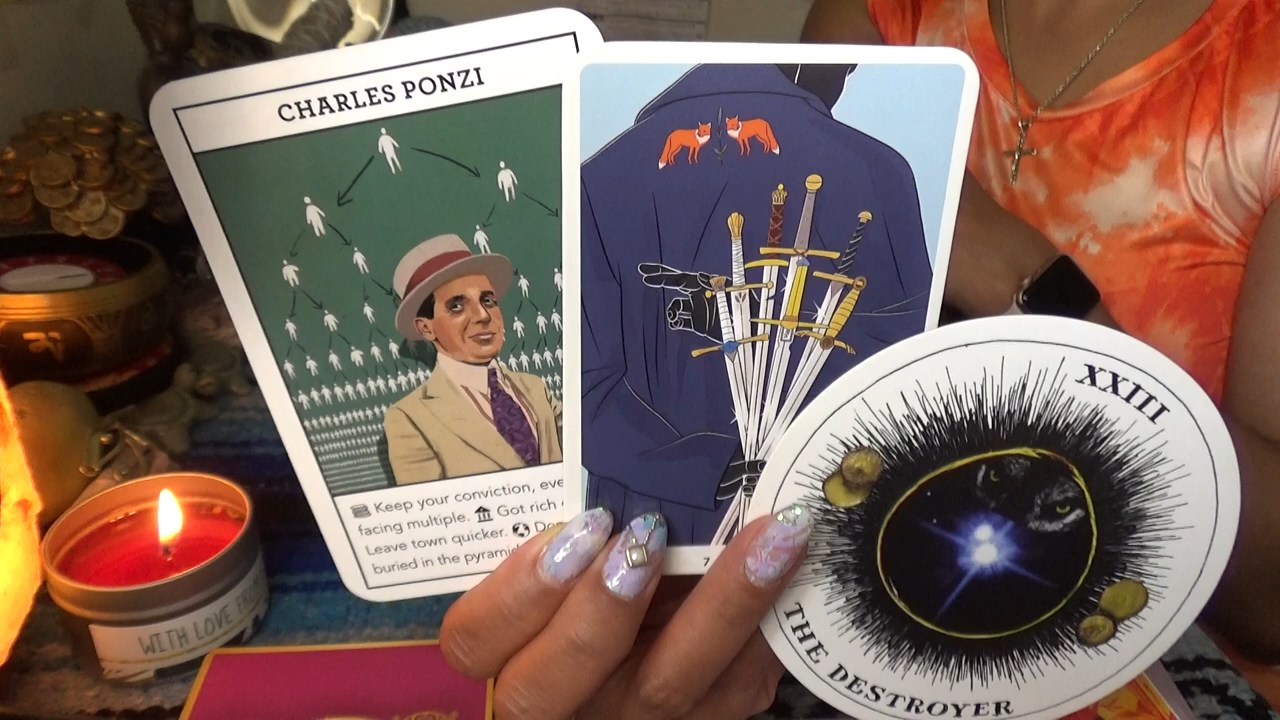 CHARLES PONZI
Keep your conviction, eve
facing multiple. Got rich
Leave town quicker.
buried in the pyrami
7
XXIII
THE DESTROYER
WITH LOVE